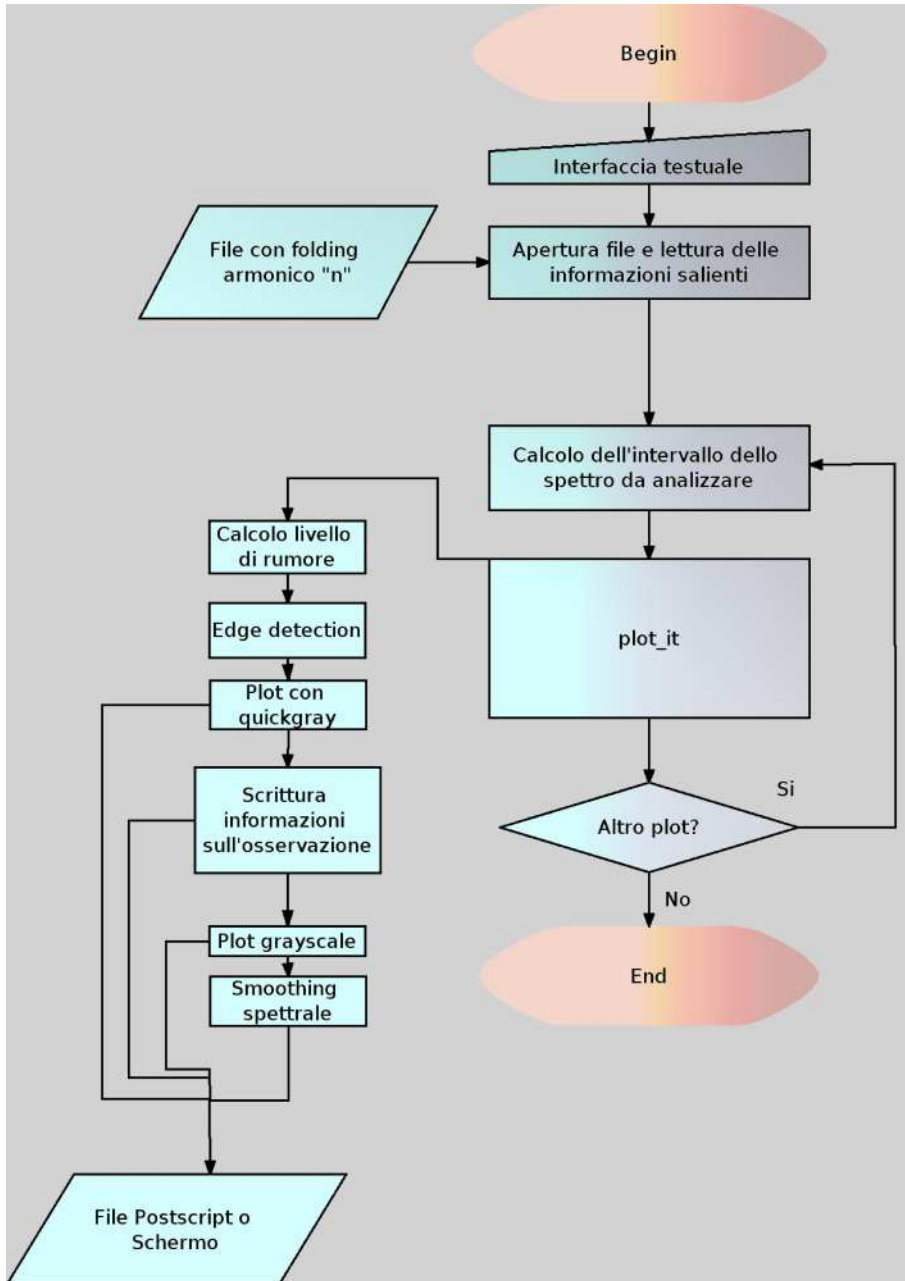 Begin
Interfaccia testuale
File con folding
armonico "n"
Apertura file e lettura delle
informazioni salienti
Calcolo dell'intervallo dello
spettro da analizzare
Calcolo livello
di rumore
Edge detection
plot_it
Plot con
quickgray
Scrittura
informazioni
sull'osservazione
Si
Altro plot?
No
Plot grayscale
End
Smoothing
spettrale
File Postscript o
Schermo